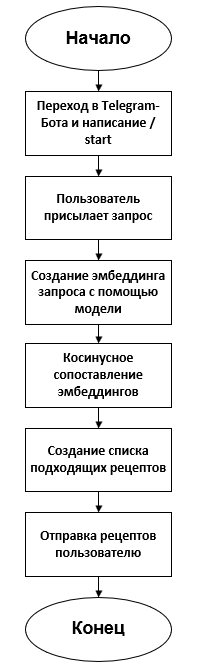 Начало
Переход в Telegram-
Бота и написание /
start
Пользователь
присылает запрос
Создание эмбеддинга
запроса с помощью
модели
Косинусное
сопоставление
эмбеддингов
Создание списка
подходящих рецептов
Отправка рецептов
пользователю
Конец